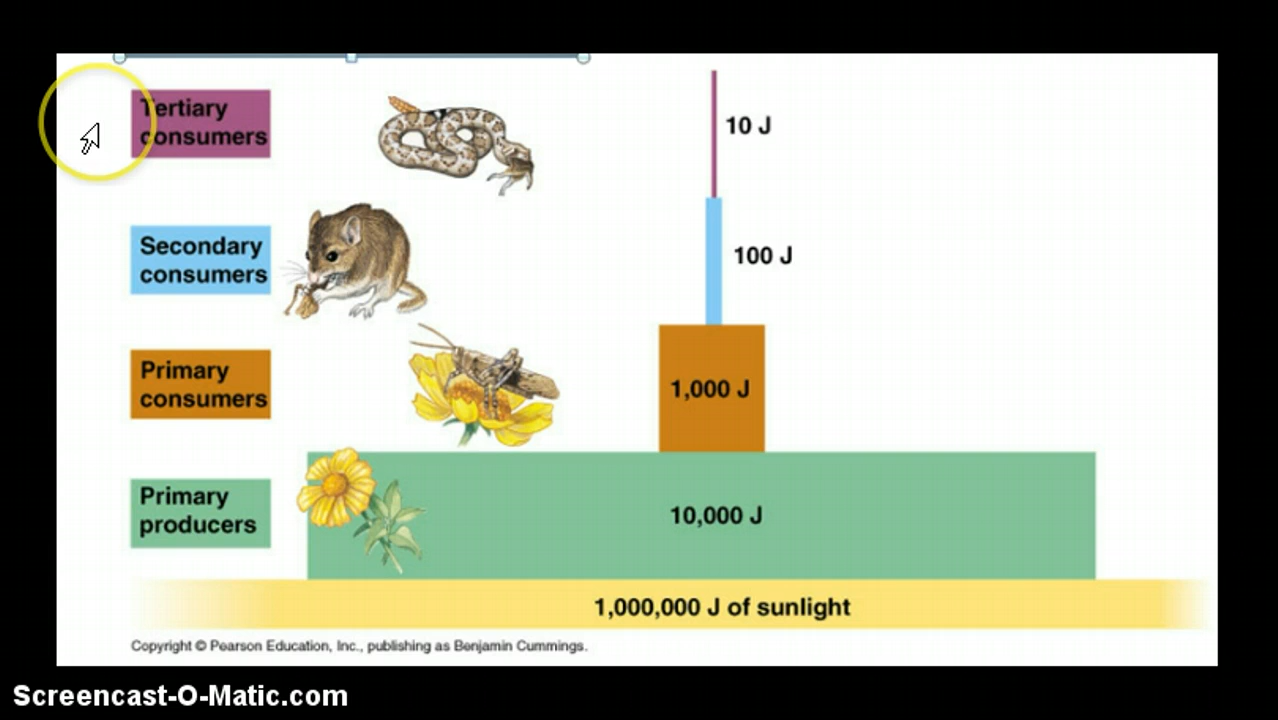 Tertiary
consumers
10 J
Secondary
consumers
100 J
Primary
consumers
1,000 J
Primary
producers
10,000 J
1,000,000 J of sunlight
Copyright © Pearson Education, Inc., publishing as Benjamin Cummings.
Screencast-O-Matic.com